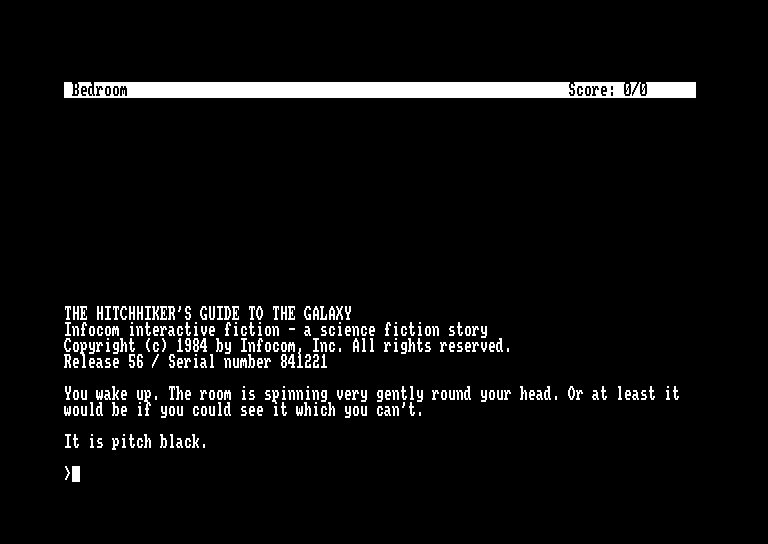 Bedroom Score: 0/0
THE HITCHHIKER'S GUIDE TO THE GALAXY
Infocom interactive fiction - a science fiction story
Copyright (c) 1984 by Infocom, Inc. All rights reserved.
Release 56 / Serial number 841221
You wake up. The room is spinning very gently round your head. Or at least it
would be if you could see it which you can't.
It is pitch black.
>